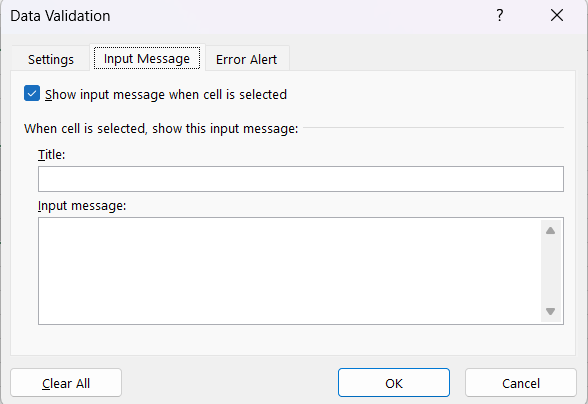 Data Validation ?
Settings Input Message Error Alert
Show input message when cell is selected
When cell is selected, show this input message:
Title:
Input message:
Clear All OK Cancel